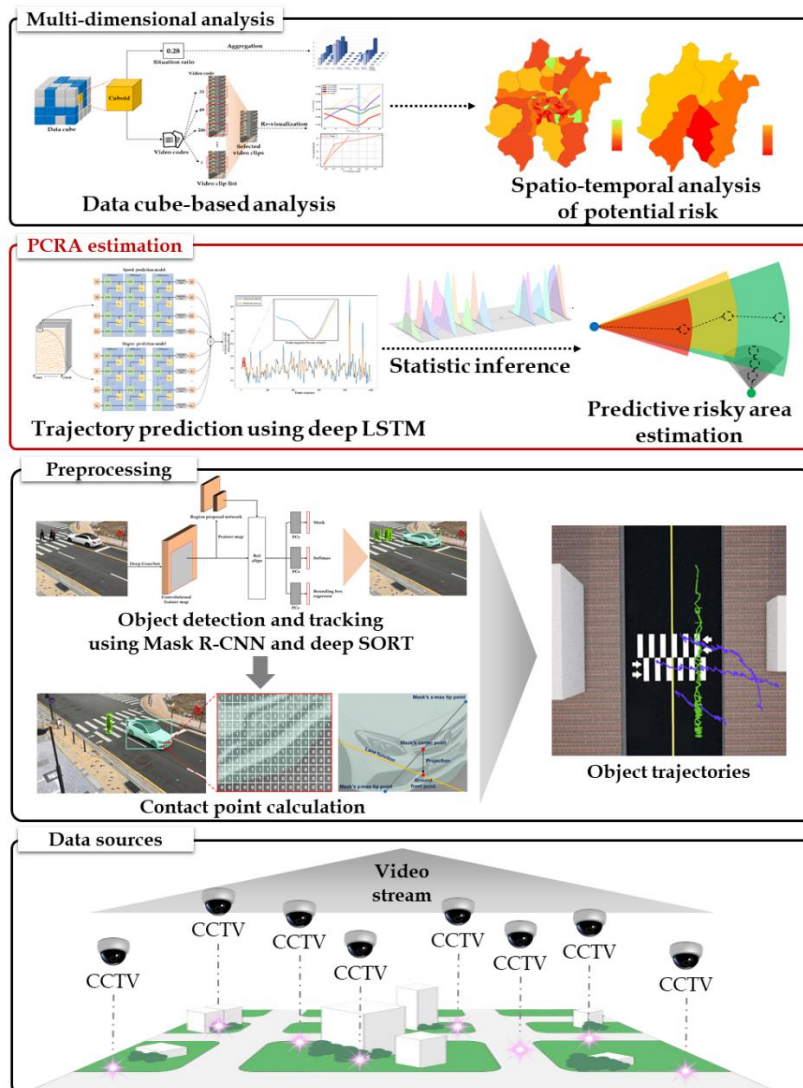 Multi-dimensional analysis
0.28
Situation ratio
Aggregation
Data cube
Cuboid
Video codes
Video code
Video clip list
Selected
video clips
Re-visualization
Data cube-based analysis
Spatio-temporal analysis
of potential risk
PCRA estimation
Speed prediction model
Degree prediction model
Trajectory prediction using deep LSTM
Statistic inference
Predictive risky area
estimation
Preprocessing
Region proposal network
Feature map
Deep ConvNet
Convolutional
feature map
RoI
align
FCs
Mask
FCs
Softmax
FCs
Bounding box
regressor
Object detection and tracking
using Mask R-CNN and deep SORT
Mask's x-max tip point
Mask's center point
Lane function
Projection
Ground
front point
Mask's y-max tip point
Contact point calculation
Object trajectories
Data sources
Video
stream
CCTV
CCTV
CCTV
CCTV
CCTV
CCTV
CCTV
CCTV